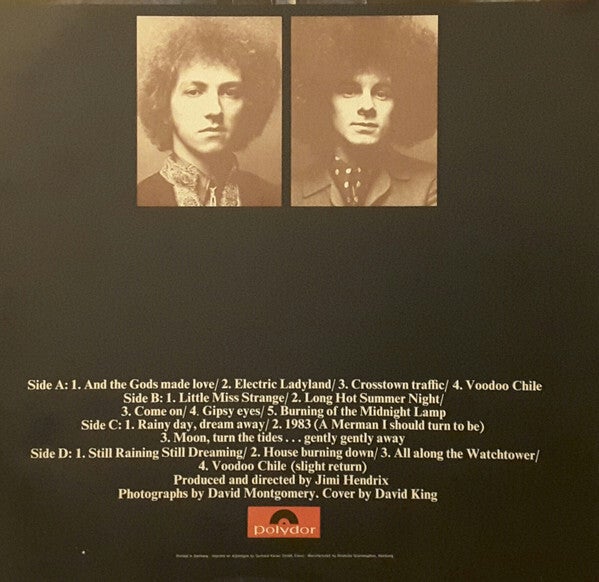 Side A: 1. And the Gods made love/ 2. Electric Ladyland/ 3. Crosstown traffic/ 4. Voodoo Chile
Side B: 1. Little Miss Strange/ 2. Long Hot Summer Night/
3. Come on/ 4. Gipsy eyes/ 5. Burning of the Midnight Lamp
Side C: 1. Rainy day, dream away/ 2. 1983 (A Merman I should turn to be)
3. Moon, turn the tides ... gently gently away
Side D: 1. Still Raining Still Dreaming/ 2. House burning down/ 3. All along the Watchtower/
4. Voodoo Chile (slight return)
Produced and directed by Jimi Hendrix
Photographs by David Montgomery. Cover by David King
polydor
Printed in Germany